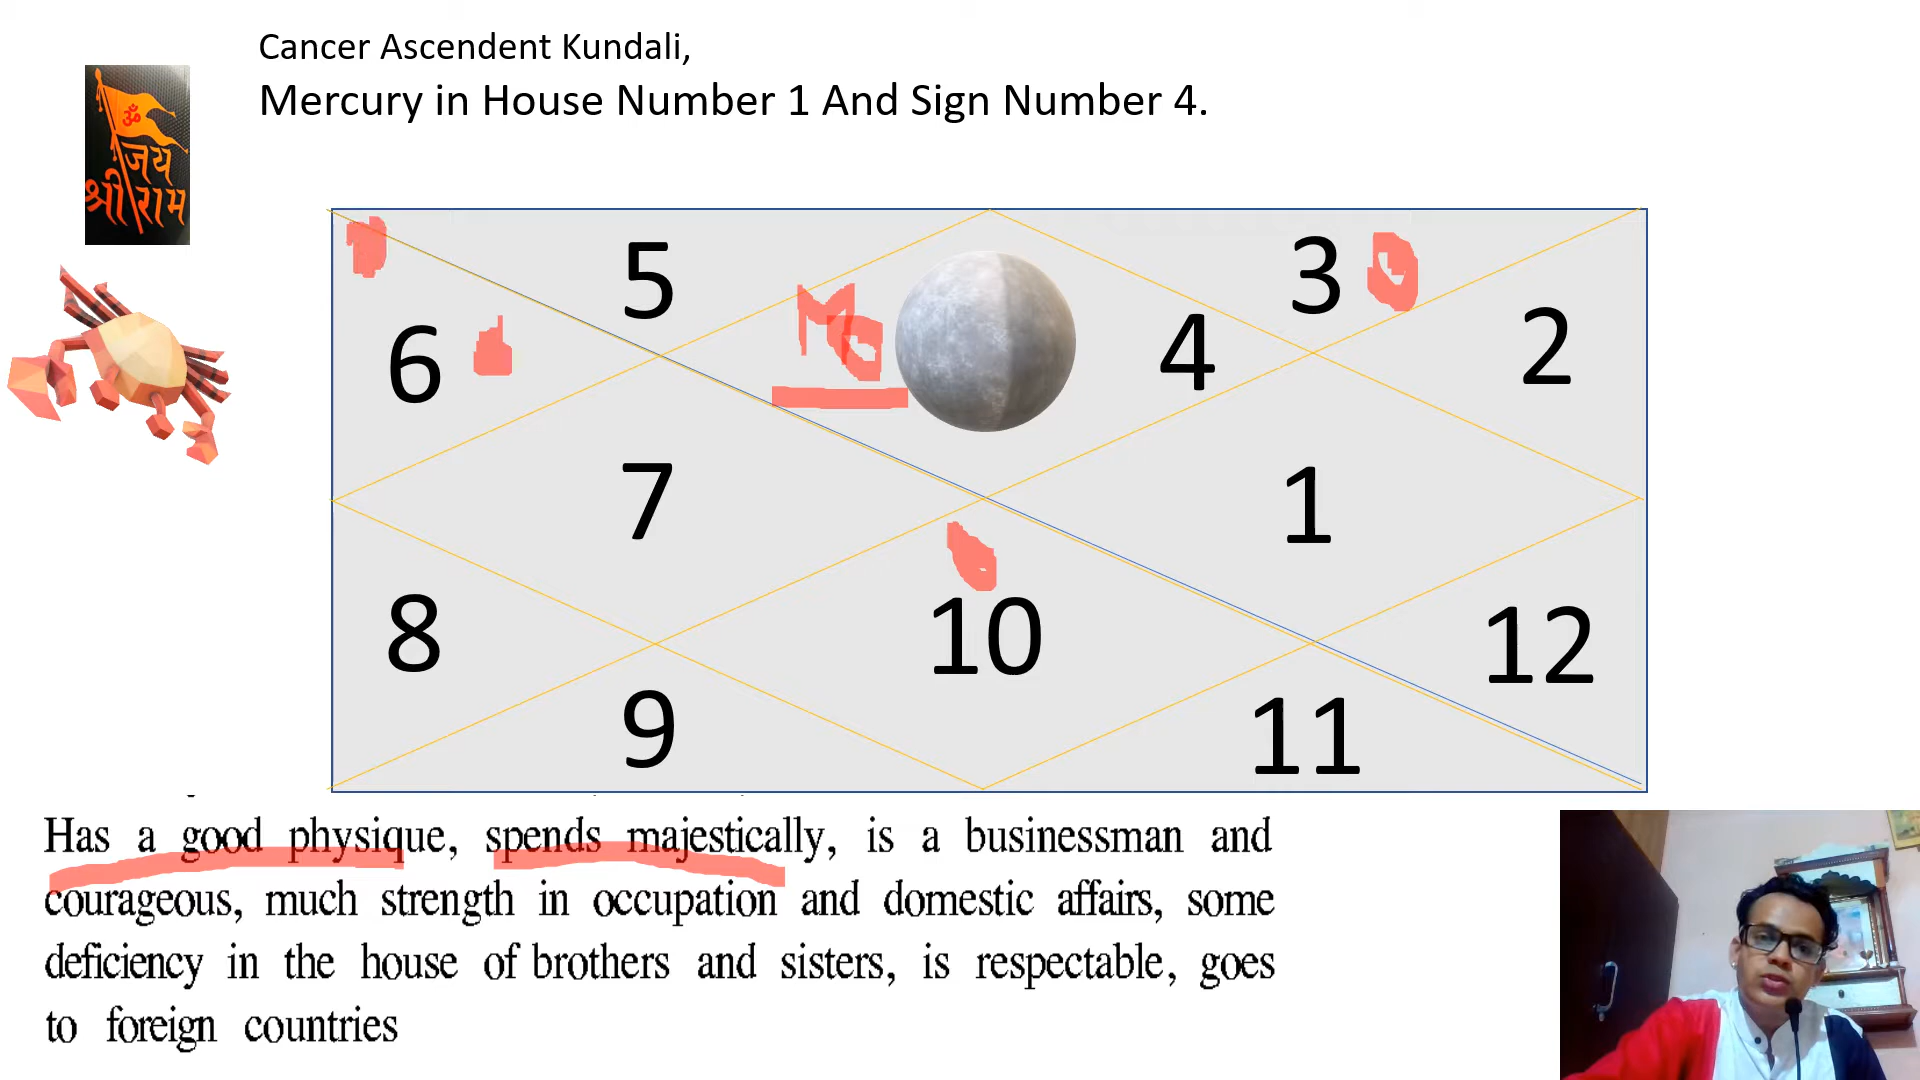 Cancer Ascendent Kundali,
Mercury in House Number 1 And Sign Number 4.
ॐ
जय
श्री राम
5
3
6
Me
4
2
7
1
8
10
12
9
11
Has a good physique, spends majestically, is a businessman and
courageous, much strength in occupation and domestic affairs, some
deficiency in the house of brothers and sisters, is respectable, goes
to foreign countries